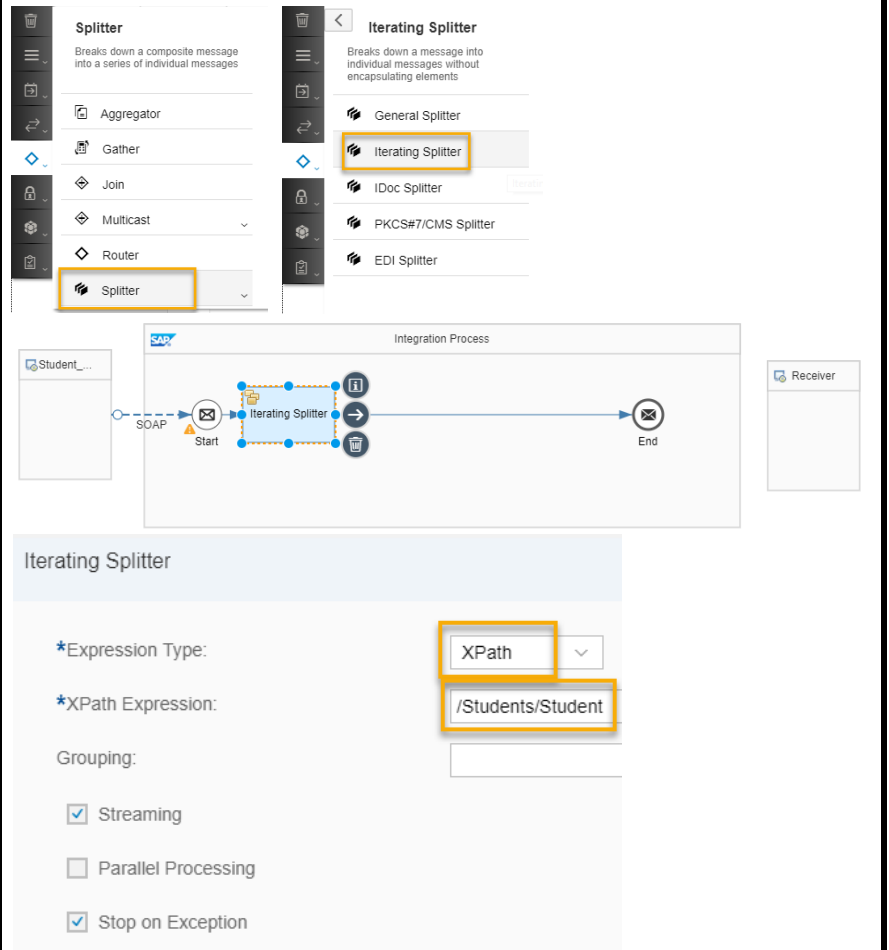 Splitter
Breaks down a composite message
into a series of individual messages
Aggregator
Gather
Join
Multicast
Router
Splitter
Iterating Splitter
Breaks down a message into
individual messages without
encapsulating elements
General Splitter
Iterating Splitter
IDoc Splitter
PKCS#7/CMS Splitter
EDI Splitter
SAP
Integration Process
Student_...
Receiver
Iterating Splitter
SOAP
Start
End
Iterating Splitter
*Expression Type:
XPath
*XPath Expression:
/Students/Student
Grouping:
Streaming
Parallel Processing
Stop on Exception